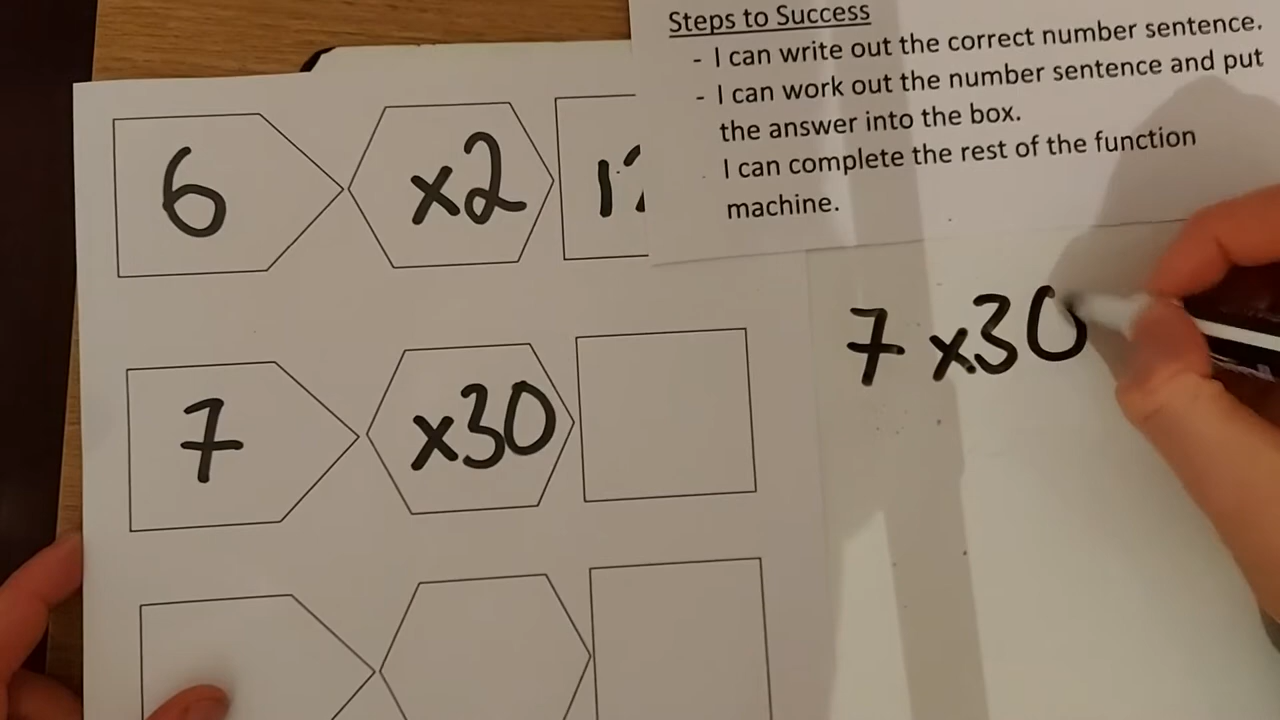 Steps to Success
- I can write out the correct number sentence.
- I can work out the number sentence and put
the answer into the box.
I can complete the rest of the function
machine.
6 x2
7 x30
7 x30